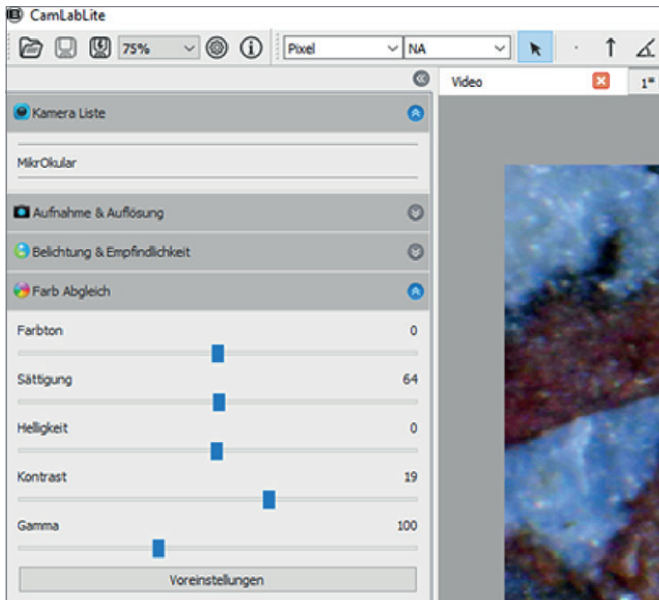 CamLabLite
75% Pixel NA
Video 1*
Kamera Liste
MikrOkular
Aufnahme & Auflösung
Belichtung & Empfindlichkeit
Farb Abgleich
Farbton 0
Sättigung 64
Helligkeit 0
Kontrast 19
Gamma 100
Voreinstellungen